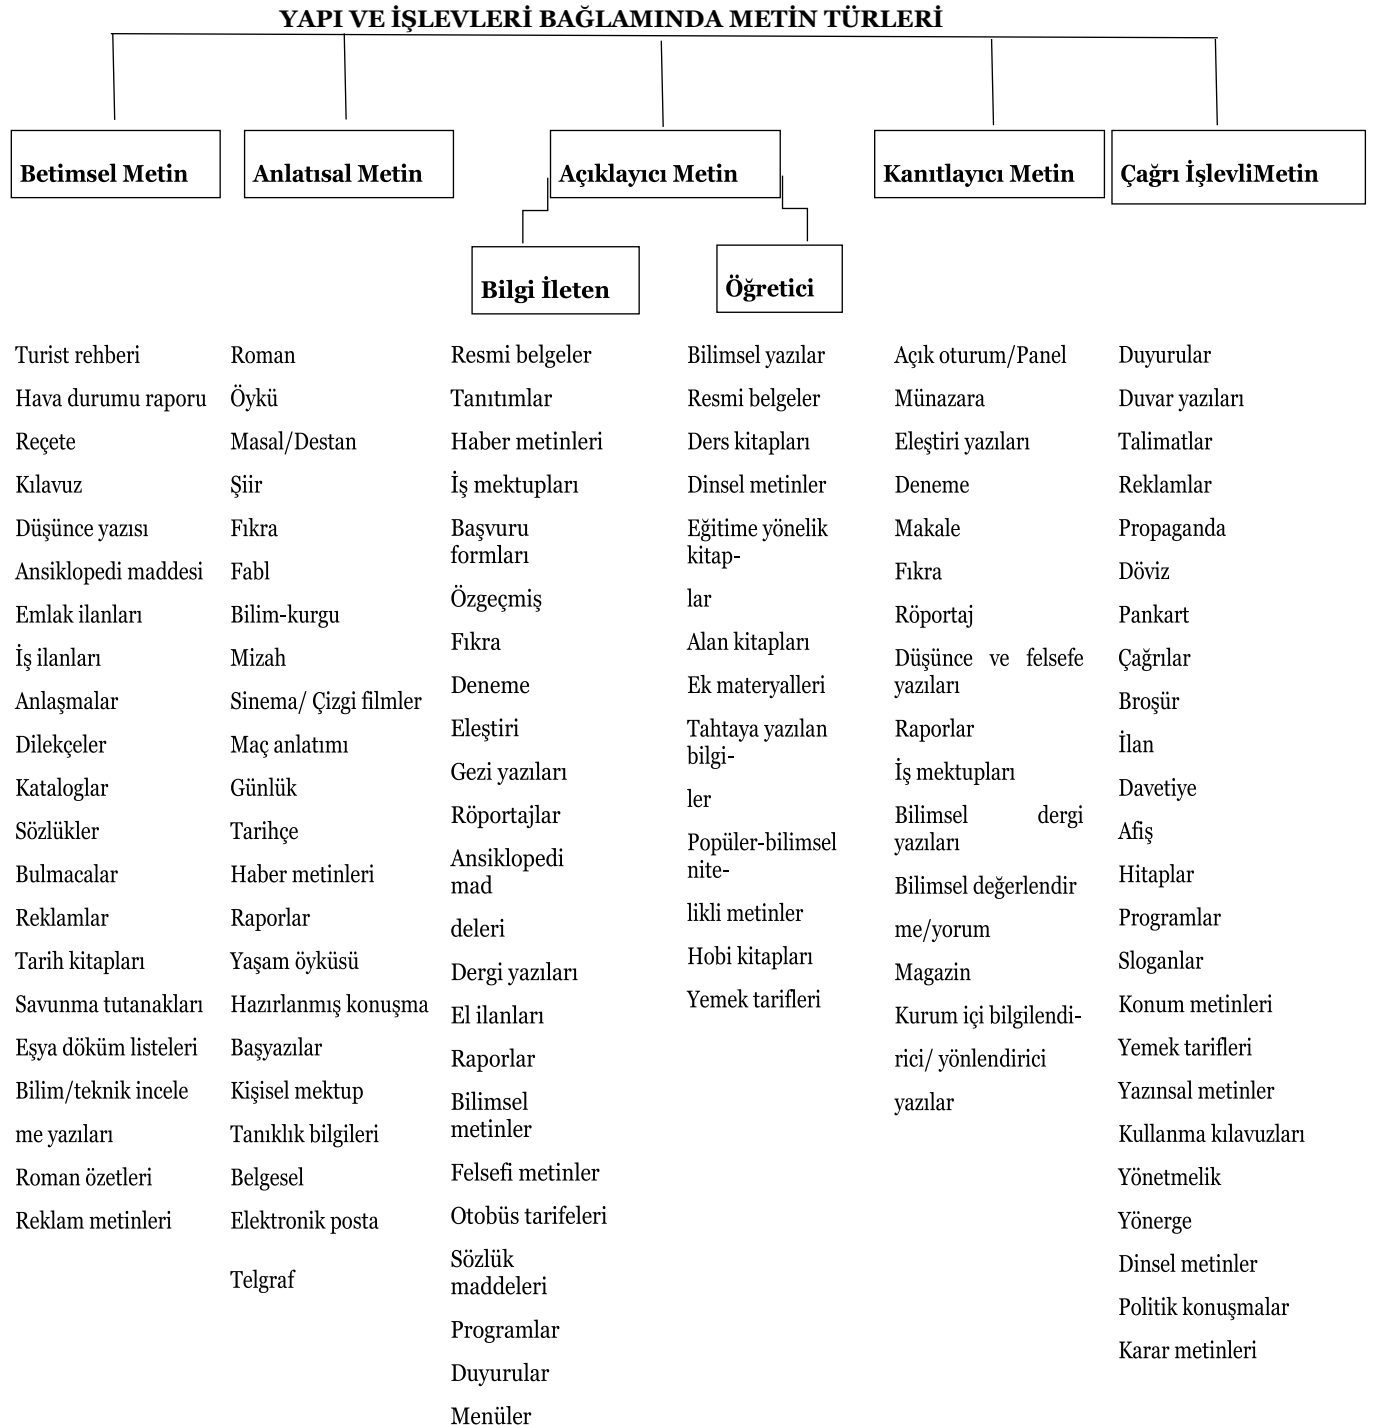 YAPI VE İŞLEVLERİ BAĞLAMINDA METİN TÜRLERİ
Betimsel Metin
Anlatısal Metin
Açıklayıcı Metin
Kanıtlayıcı Metin
Çağrı İşlevliMetin
Bilgi İleten
Öğretici
Turist rehberi
Hava durumu raporu
Reçete
Kılavuz
Düşünce yazısı
Ansiklopedi maddesi
Emlak ilanları
İş ilanları
Anlaşmalar
Dilekçeler
Kataloglar
Sözlükler
Bulmacalar
Reklamlar
Tarih kitapları
Savunma tutanakları
Eşya döküm listeleri
Bilim/teknik incele
me yazıları
Roman özetleri
Reklam metinleri
Roman
Öykü
Masal/Destan
Şiir
Fıkra
Fabl
Bilim-kurgu
Mizah
Sinema/ Çizgi filmler
Maç anlatımı
Günlük
Tarihçe
Haber metinleri
Raporlar
Yaşam öyküsü
Hazırlanmış konuşma
Başyazılar
Kişisel mektup
Tanıklık bilgileri
Belgesel
Elektronik posta
Telgraf
Resmi belgeler
Tanıtımlar
Haber metinleri
İş mektupları
Başvuru
formları
Özgeçmiş
Fıkra
Deneme
Eleştiri
Gezi yazıları
Röportajlar
Ansiklopedi
mad
deleri
Dergi yazıları
El ilanları
Raporlar
Bilimsel
metinler
Felsefi metinler
Otobüs tarifeleri
Sözlük
maddeleri
Programlar
Duyurular
Menüler
Bilimsel yazılar
Resmi belgeler
Ders kitapları
Dinsel metinler
Eğitime yönelik
kitap-
lar
Alan kitapları
Ek materyalleri
Tahtaya yazılan
bilgi-
ler
Popüler-bilimsel
nite-
likli metinler
Hobi kitapları
Yemek tarifleri
Açık oturum/Panel
Münazara
Eleştiri yazıları
Deneme
Makale
Fıkra
Röportaj
Düşünce ve felsefe
yazıları
Raporlar
İş mektupları
Bilimsel dergi
yazıları
Bilimsel değerlendir
me/yorum
Magazin
Kurum içi bilgilendi-
rici/ yönlendirici
yazılar
Duyurular
Duvar yazıları
Talimatlar
Reklamlar
Propaganda
Döviz
Pankart
Çağrılar
Broşür
İlan
Davetiye
Afiş
Hitaplar
Programlar
Sloganlar
Konum metinleri
Yemek tarifleri
Yazınsal metinler
Kullanma kılavuzları
Yönetmelik
Yönerge
Dinsel metinler
Politik konuşmalar
Karar metinleri